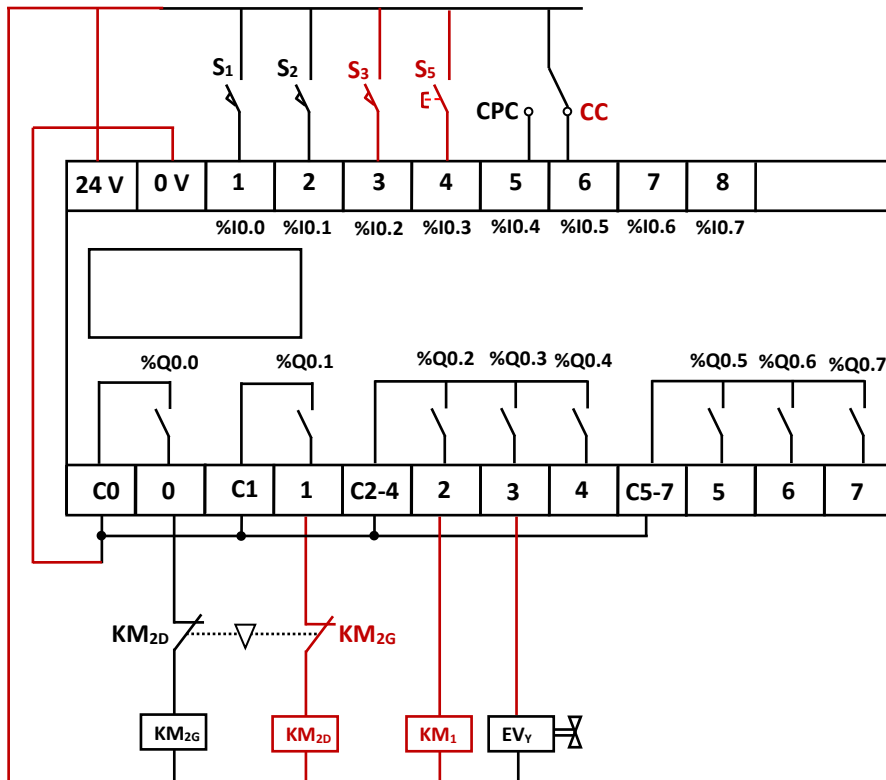 S1 S2 S3 S5
CPC CC
24 V 0 V 1 2 3 4 5 6 7 8
%I0.0 %I0.1 %I0.2 %I0.3 %I0.4 %I0.5 %I0.6 %I0.7
%Q0.0 %Q0.1 %Q0.2 %Q0.3 %Q0.4 %Q0.5 %Q0.6 %Q0.7
C0 0 C1 1 C2-4 2 3 4 C5-7 5 6 7
KM2D KM2G
KM2G KM2D KM1 EVY